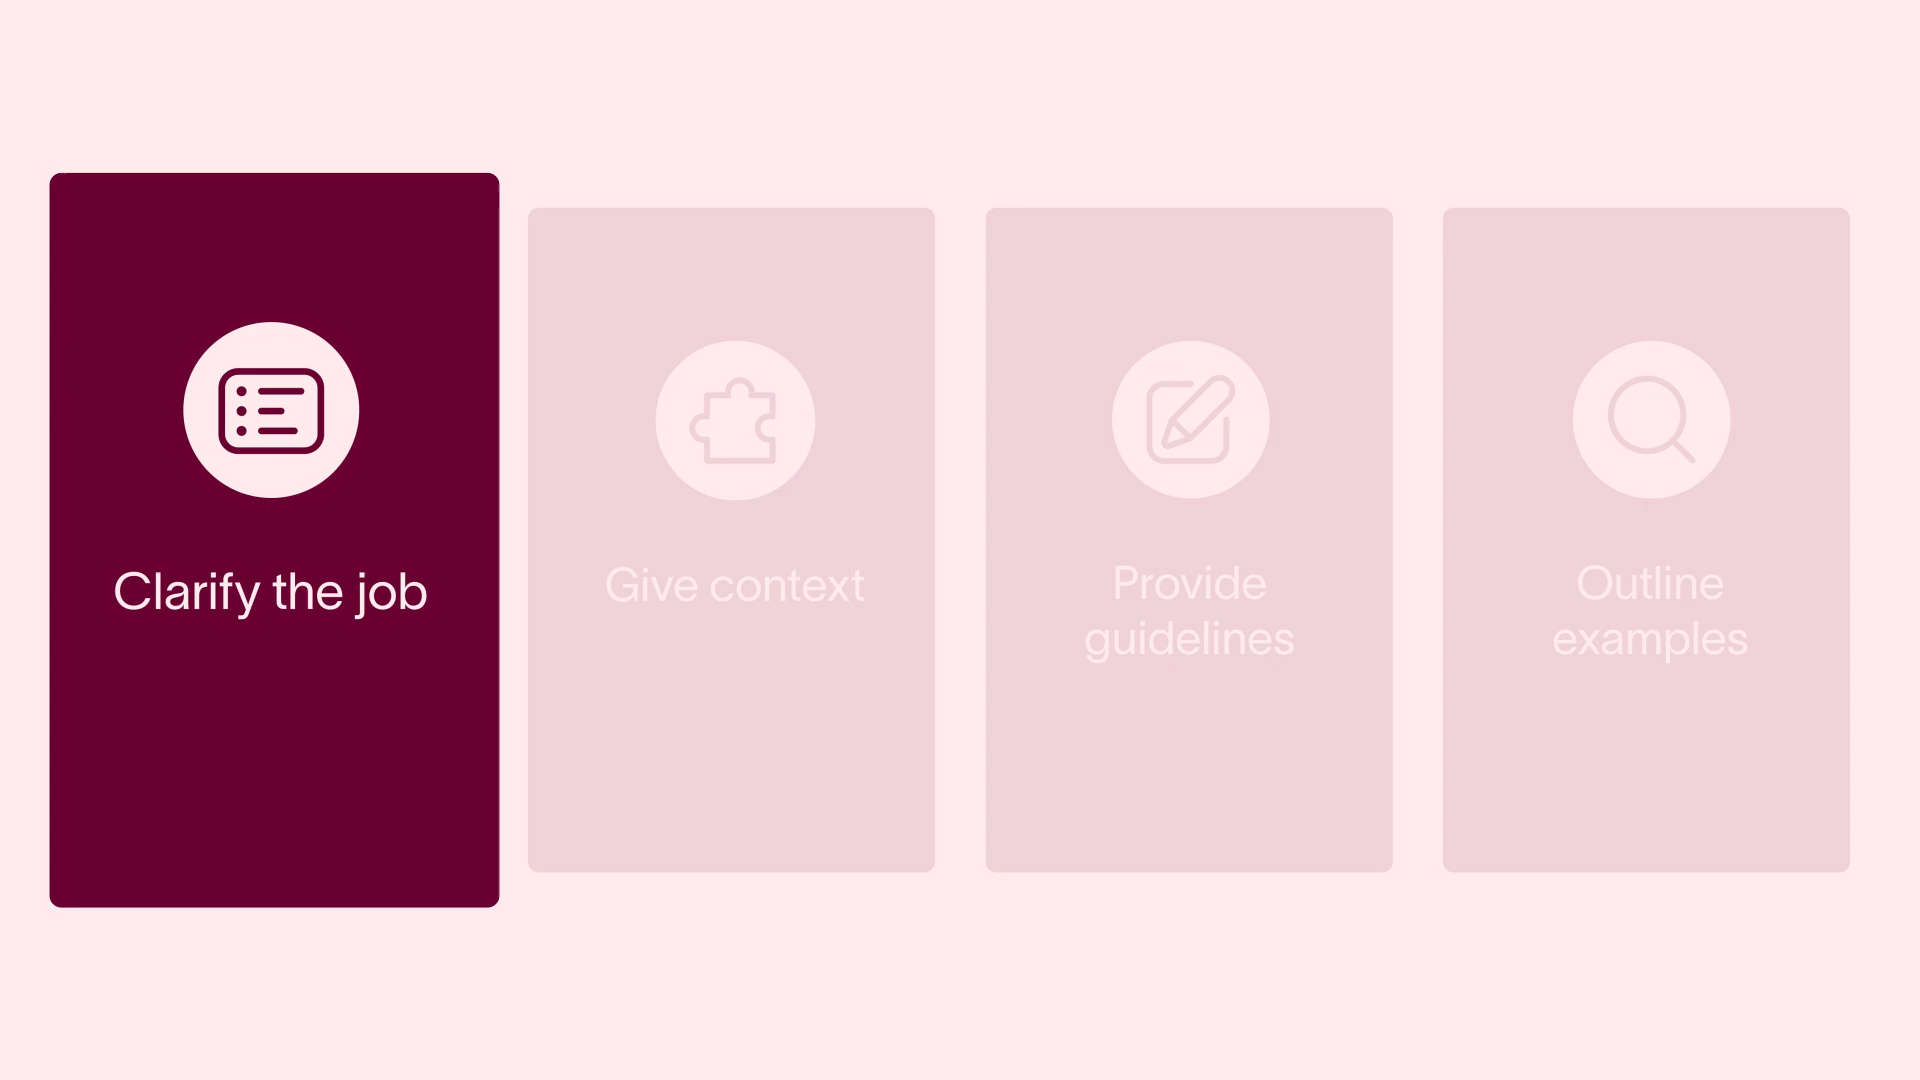 Clarify the job
Give context
Provide
guidelines
Outline
examples